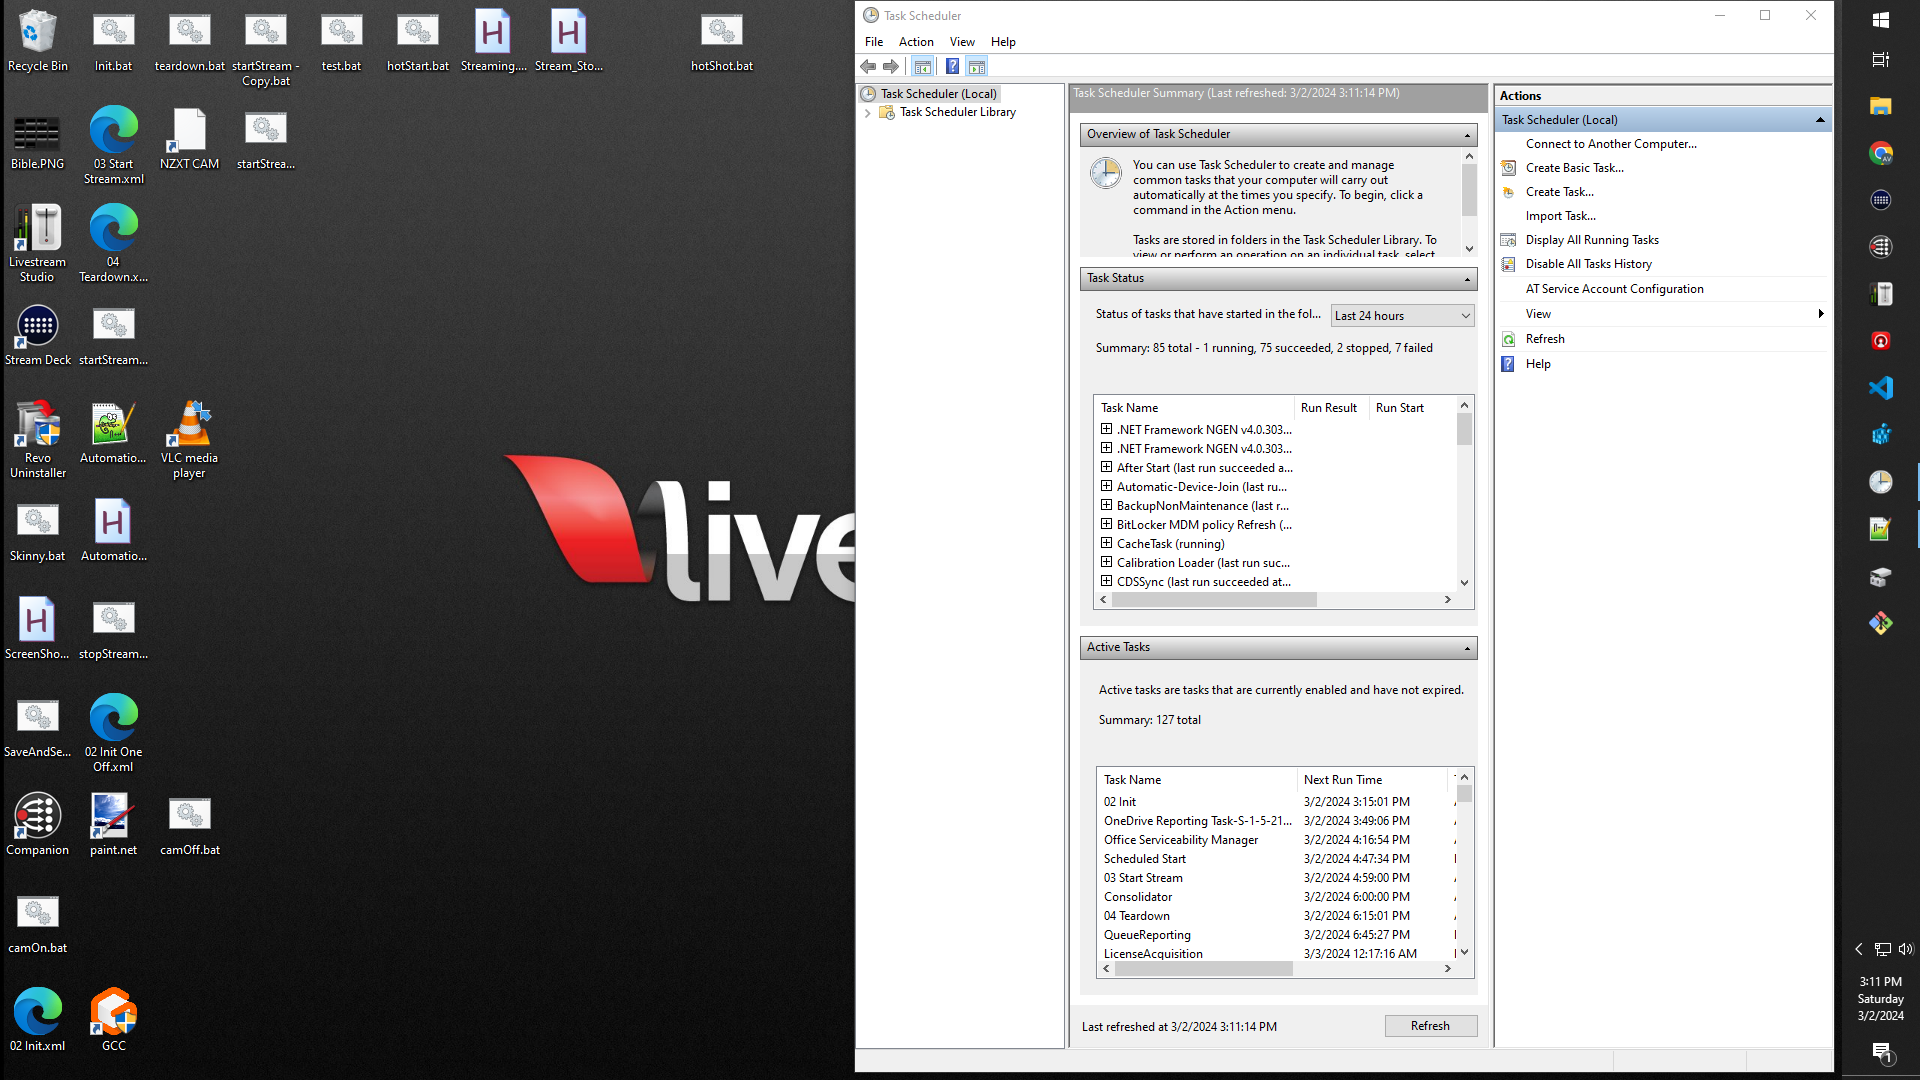 Recycle Bin
Init.bat
teardown.bat
startStream -
Copy.bat
test.bat
hotStart.bat
Streaming....
Stream_Sto...
hotShot.bat
Bible.PNG
03 Start
Stream.xml
NZXT CAM
startStrea...
Livestream
Studio
04
Teardown.x...
Stream Deck
startStream...
Revo
Uninstaller
Automatio...
VLC media
player
Skinny.bat
Automatio...
ScreenSho...
stopStream...
SaveAndSe...
02 Init One
Off.xml
Companion
paint.net
camOff.bat
camOn.bat
02 Init.xml
GCC
live
Task Scheduler
File Action View Help
Task Scheduler (Local)
Task Scheduler Library
Task Scheduler Summary (Last refreshed: 3/2/2024 3:11:14 PM)
Overview of Task Scheduler
You can use Task Scheduler to create and manage
common tasks that your computer will carry out
automatically at the times you specify. To begin, click a
command in the Action menu.
Tasks are stored in folders in the Task Scheduler Library. To
view or perform an operation on an individual task, select
Task Status
Status of tasks that have started in the fol... Last 24 hours
Summary: 85 total - 1 running, 75 succeeded, 2 stopped, 7 failed
Task Name Run Result Run Start
.NET Framework NGEN v4.0.303...
.NET Framework NGEN v4.0.303...
After Start (last run succeeded a...
Automatic-Device-Join (last ru...
BackupNonMaintenance (last r...
BitLocker MDM policy Refresh (...
CacheTask (running)
Calibration Loader (last run suc...
CDSSync (last run succeeded at...
Active Tasks
Active tasks are tasks that are currently enabled and have not expired.
Summary: 127 total
Task Name Next Run Time
02 Init 3/2/2024 3:15:01 PM
OneDrive Reporting Task-S-1-5-21... 3/2/2024 3:49:06 PM
Office Serviceability Manager 3/2/2024 4:16:54 PM
Scheduled Start 3/2/2024 4:47:34 PM
03 Start Stream 3/2/2024 4:59:00 PM
Consolidator 3/2/2024 6:00:00 PM
04 Teardown 3/2/2024 6:15:01 PM
QueueReporting 3/2/2024 6:45:27 PM
LicenseAcquisition 3/3/2024 12:17:16 AM
Last refreshed at 3/2/2024 3:11:14 PM
Refresh
Actions
Task Scheduler (Local)
Connect to Another Computer...
Create Basic Task...
Create Task...
Import Task...
Display All Running Tasks
Disable All Tasks History
AT Service Account Configuration
View
Refresh
Help
AV
3:11 PM
Saturday
3/2/2024
1